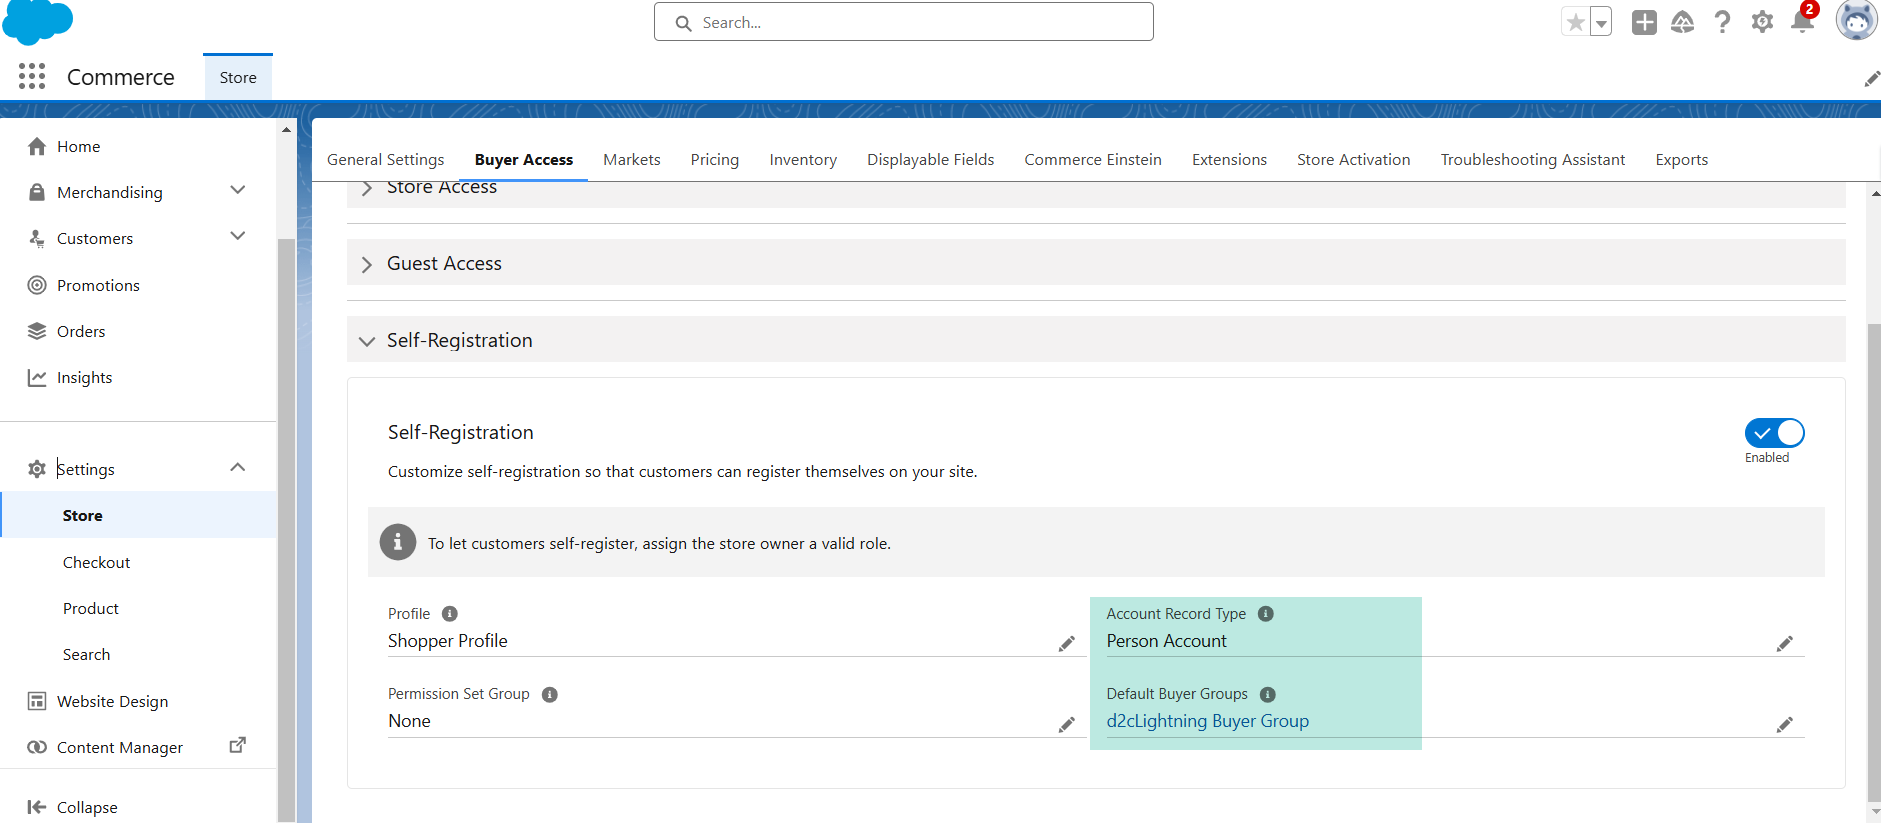 Search...
2
Commerce
Store
Home
Merchandising
Customers
Promotions
Orders
Insights
Settings
Store
Checkout
Product
Search
Website Design
Content Manager
Collapse
General Settings Buyer Access Markets Pricing Inventory Displayable Fields Commerce Einstein Extensions Store Activation Troubleshooting Assistant Exports
Store Access
Guest Access
Self-Registration
Self-Registration
Enabled
Customize self-registration so that customers can register themselves on your site.
To let customers self-register, assign the store owner a valid role.
Profile
Shopper Profile
Account Record Type
Person Account
Permission Set Group
None
Default Buyer Groups
d2cLightning Buyer Group